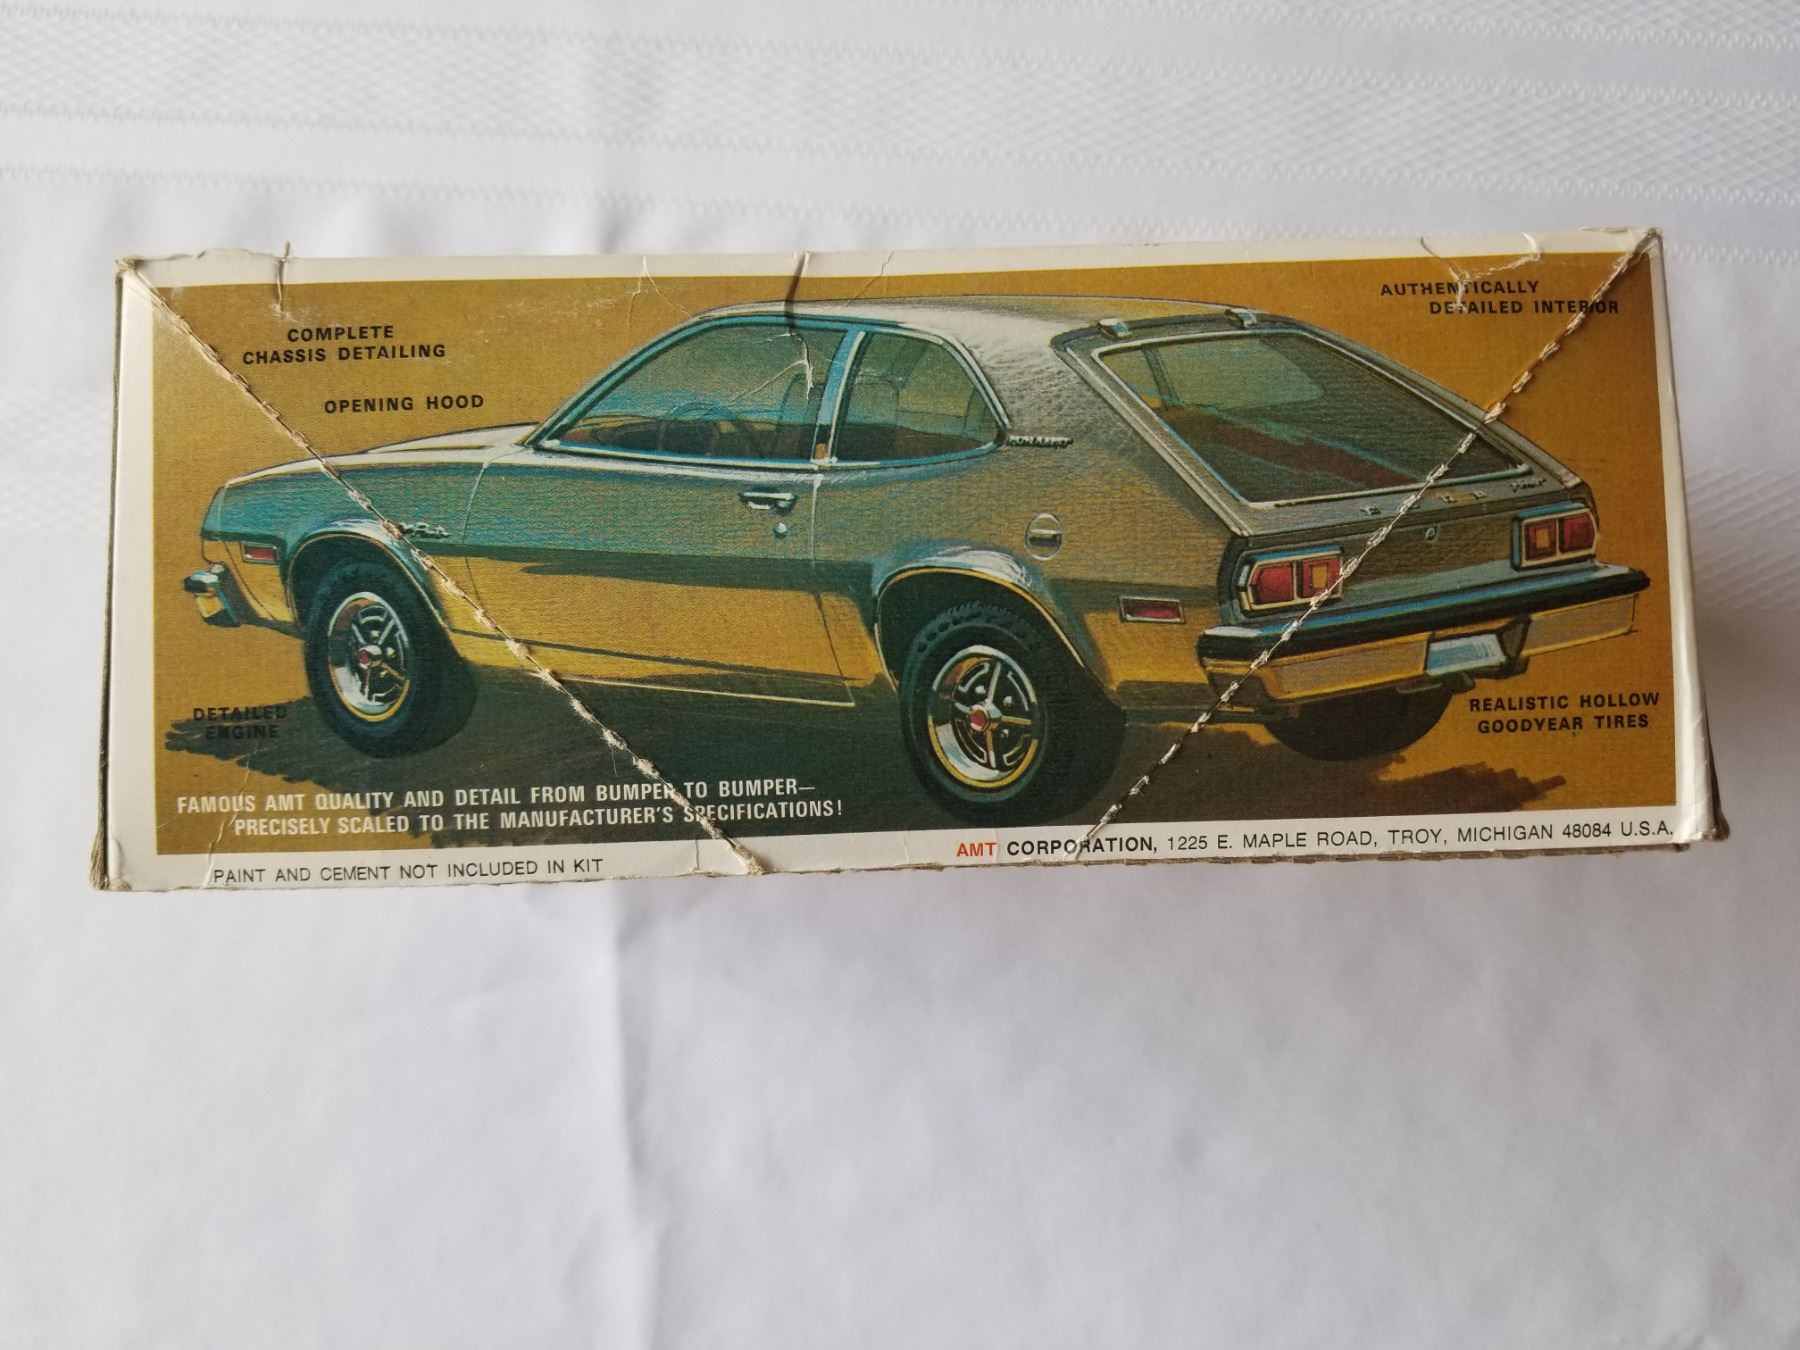 COMPLETE
CHASSIS DETAILING
OPENING HOOD
AUTHENTICALLY
DETAILED INTERIOR
DETAILED
ENGINE
REALISTIC HOLLOW
GOODYEAR TIRES
FAMOUS AMT QUALITY AND DETAIL FROM BUMPER TO BUMPER—
PRECISELY SCALED TO THE MANUFACTURER'S SPECIFICATIONS!
PAINT AND CEMENT NOT INCLUDED IN KIT
AMT CORPORATION, 1225 E. MAPLE ROAD, TROY, MICHIGAN 48084 U.S.A.